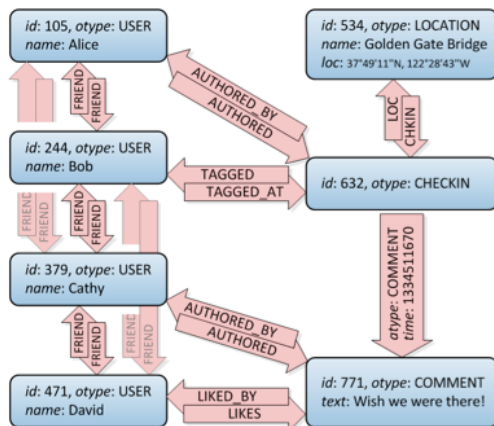 id: 105, otype: USER
name: Alice
id: 534, otype: LOCATION
name: Golden Gate Bridge
loc: 37°49'11"N, 122°28'43"W
FRIEND
FRIEND
AUTHORED_BY
AUTHORED
LOC
CHKIN
id: 244, otype: USER
name: Bob
TAGGED
TAGGED_AT
id: 632, otype: CHECKIN
FRIEND
FRIEND
FRIEND
FRIEND
atype: COMMENT
time: 1334511670
id: 379, otype: USER
name: Cathy
FRIEND
FRIEND
FRIEND
FRIEND
AUTHORED_BY
AUTHORED
id: 471, otype: USER
name: David
LIKED_BY
LIKES
id: 771, otype: COMMENT
text: Wish we were there!